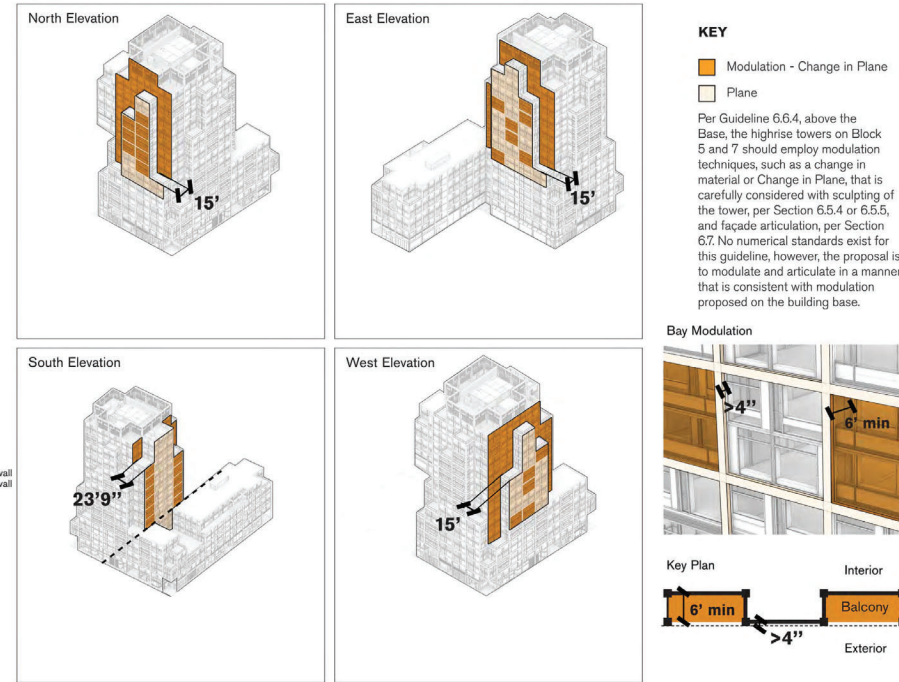 North Elevation
15’
East Elevation
15’
South Elevation
23’9’’
West Elevation
15’
wall
wall
KEY
Modulation - Change in Plane
Plane
Per Guideline 6.6.4, above the
Base, the highrise towers on Block
5 and 7 should employ modulation
techniques, such as a change in
material or Change in Plane, that is
carefully considered with sculpting of
the tower, per Section 6.5.4 or 6.5.5,
and façade articulation, per Section
6.7. No numerical standards exist for
this guideline, however, the proposal is
to modulate and articulate in a manner
that is consistent with modulation
proposed on the building base.
Bay Modulation
>4’’
6’ min
Key Plan
Interior
6’ min
Balcony
>4’’
Exterior